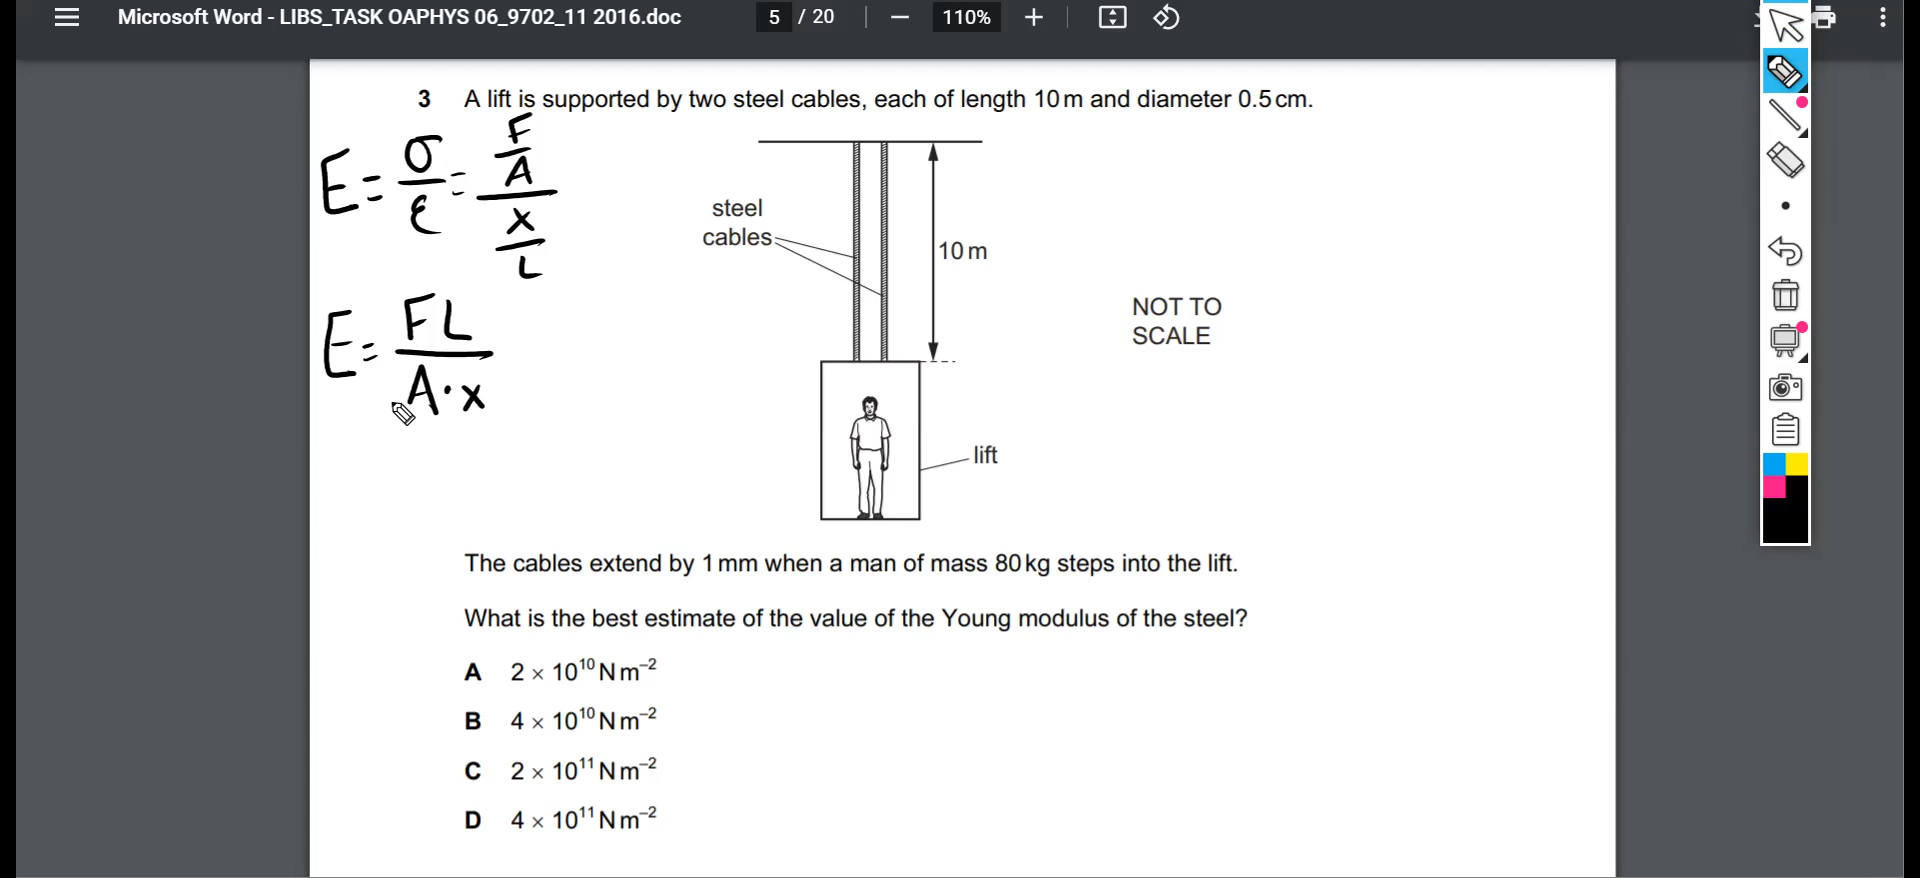 Microsoft Word - LIBS_TASK OAPHYS 06_9702_11 2016.doc 5 / 20 110%
3 A lift is supported by two steel cables, each of length 10 m and diameter 0.5 cm.
E = σ/ε = (F/A)/(x/L)
steel
cables
10 m
NOT TO
SCALE
E = FL/(A·x)
lift
The cables extend by 1 mm when a man of mass 80 kg steps into the lift.
What is the best estimate of the value of the Young modulus of the steel?
A 2 × 10¹⁰ N m⁻²
B 4 × 10¹⁰ N m⁻²
C 2 × 10¹¹ N m⁻²
D 4 × 10¹¹ N m⁻²